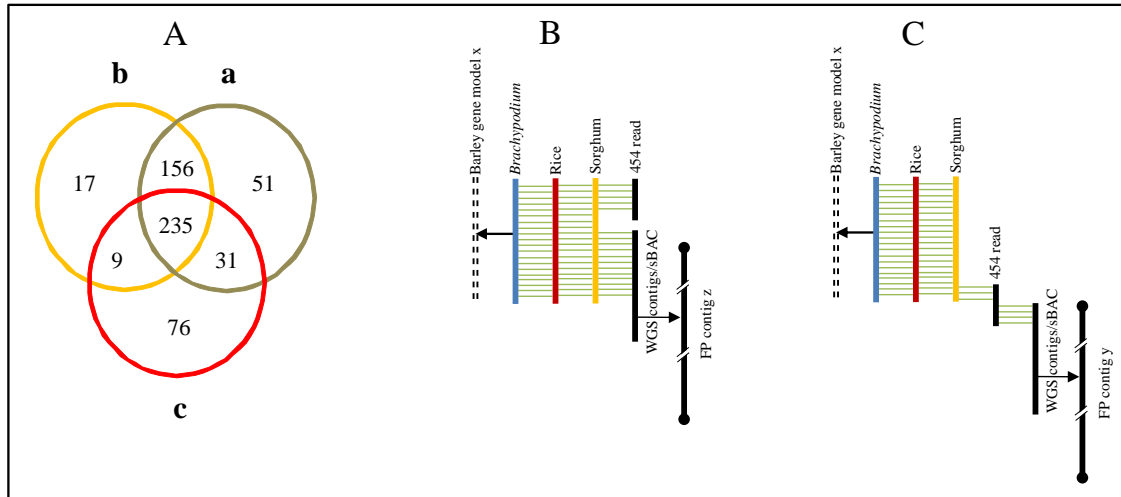 A
b
a
17
156
51
235
9
31
76
c
B
Barley gene model x
Brachypodium
Rice
Sorghum
454 read
WGS contigs/sBAC
FP contig z
C
Barley gene model x
Brachypodium
Rice
Sorghum
454 read
WGS contigs/sBAC
FP contig y